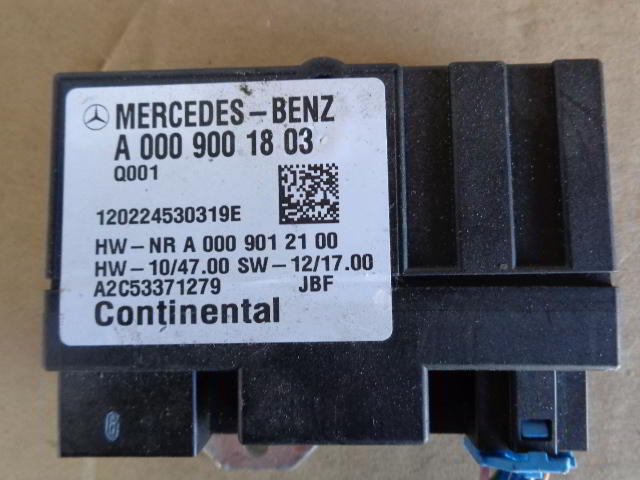 MERCEDES-BENZ
A 000 900 18 03
Q001
120224530319E
HW-NR A 000 901 21 00
HW-10/47.00 SW-12/17.00
A2C53371279 JBF
Continental